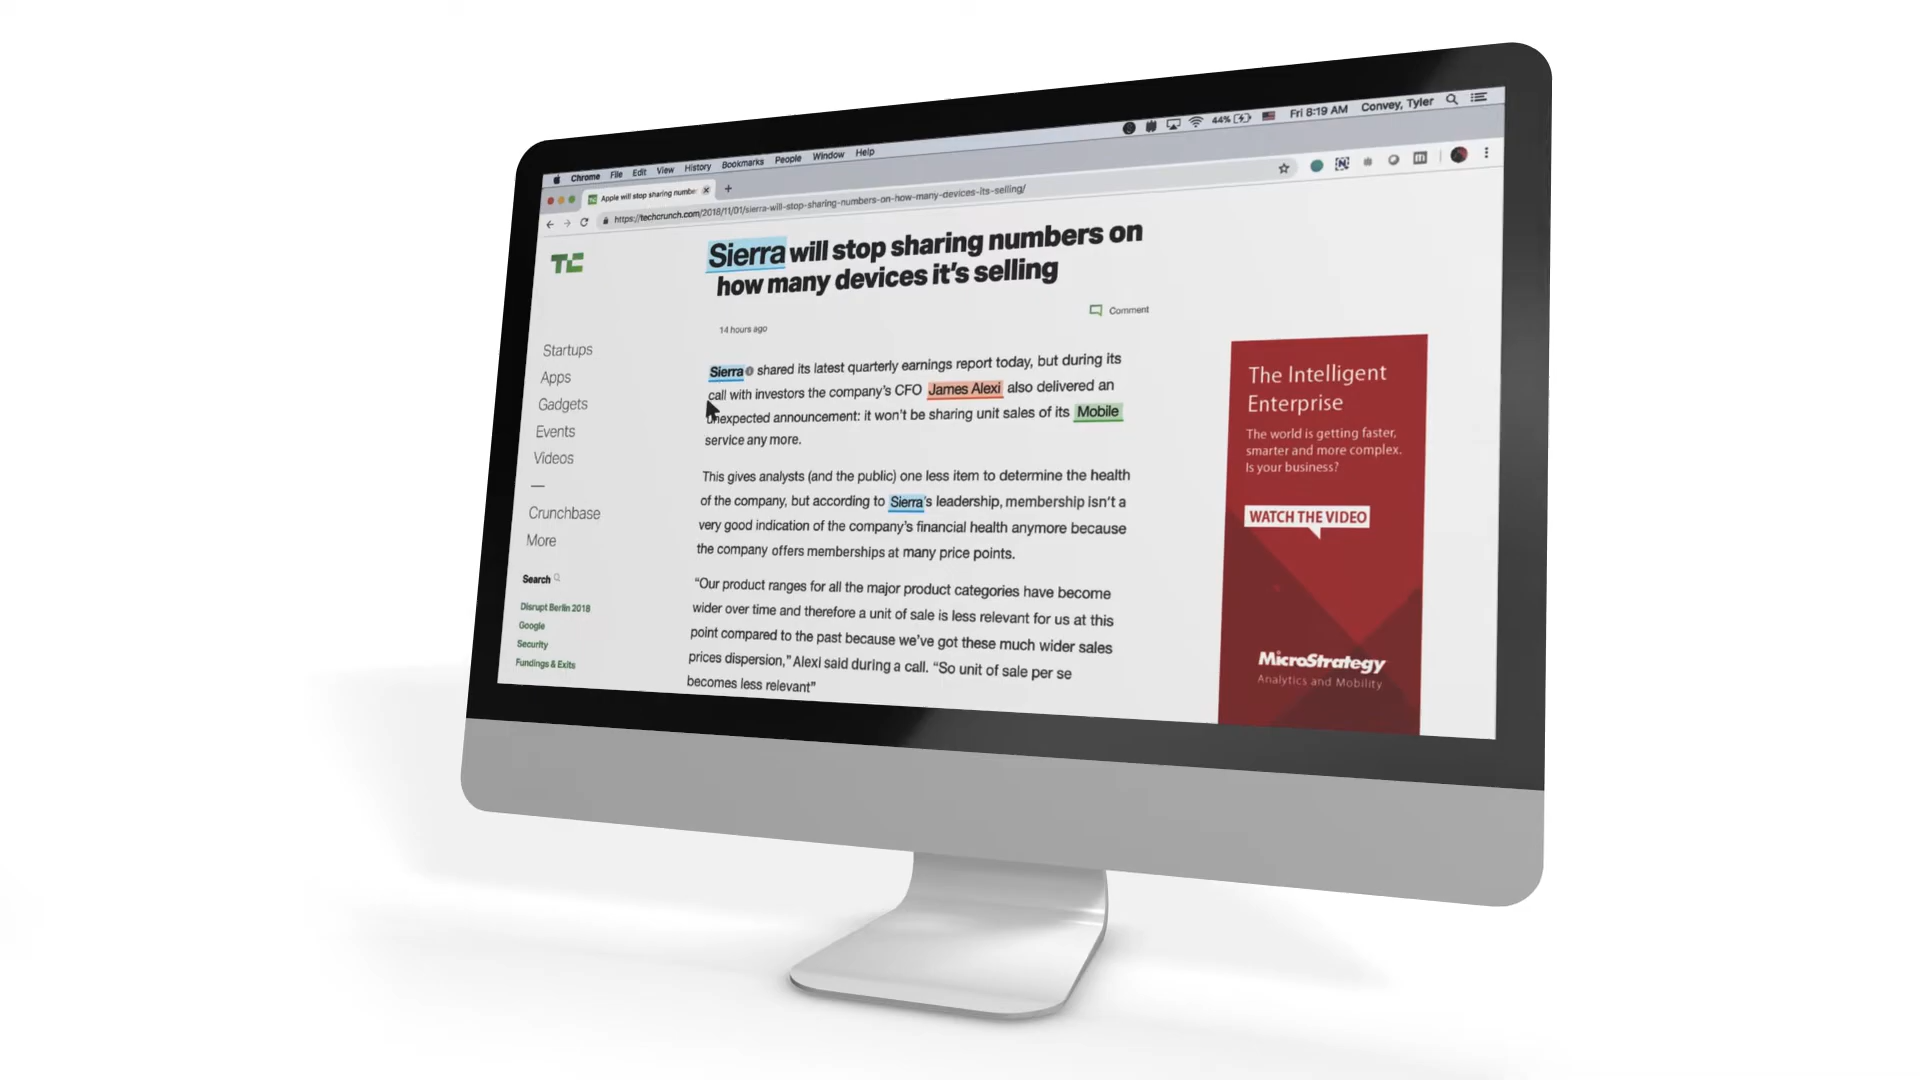 Chrome File Edit View History Bookmarks People Window Help
44% Fri 8:19 AM Convey, Tyler
Apple will stop sharing number
https://techcrunch.com/2018/11/01/sierra-will-stop-sharing-numbers-on-how-many-devices-its-selling/
TC
Sierra will stop sharing numbers on
how many devices it's selling
14 hours ago
Comment
Startups
Apps
Gadgets
Events
Videos
—
Crunchbase
More
Search
Disrupt Berlin 2018
Google
Security
Fundings & Exits
Sierra shared its latest quarterly earnings report today, but during its
call with investors the company's CFO James Alexi also delivered an
unexpected announcement: it won't be sharing unit sales of its Mobile
service any more.
This gives analysts (and the public) one less item to determine the health
of the company, but according to Sierra's leadership, membership isn't a
very good indication of the company's financial health anymore because
the company offers memberships at many price points.
“Our product ranges for all the major product categories have become
wider over time and therefore a unit of sale is less relevant for us at this
point compared to the past because we've got these much wider sales
prices dispersion,” Alexi said during a call. “So unit of sale per se
becomes less relevant”
The Intelligent
Enterprise
The world is getting faster,
smarter and more complex.
Is your business?
WATCH THE VIDEO
MicroStrategy
Analytics and Mobility